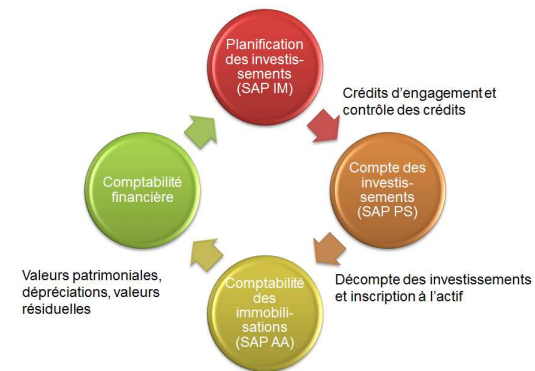 Planification
des investis-
sements
(SAP IM)
Crédits d'engagement et
contrôle des crédits
Compte des
investis-
sements
(SAP PS)
Décompte des investissements
et inscription à l'actif
Comptabilité
des
immobili-
sations
(SAP AA)
Valeurs patrimoniales,
dépréciations, valeurs
résiduelles
Comptabilité
financière